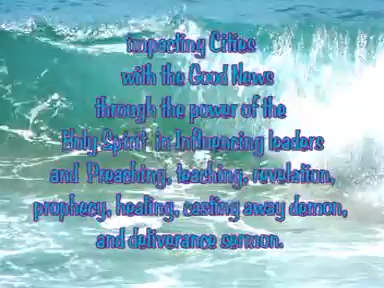 impacting Cities
with the Good News
through the power of the
Holy Spirit in Influencing leaders
and Preaching, teaching, revelation,
prophecy, healing, casting away demon,
and deliverance sermon.